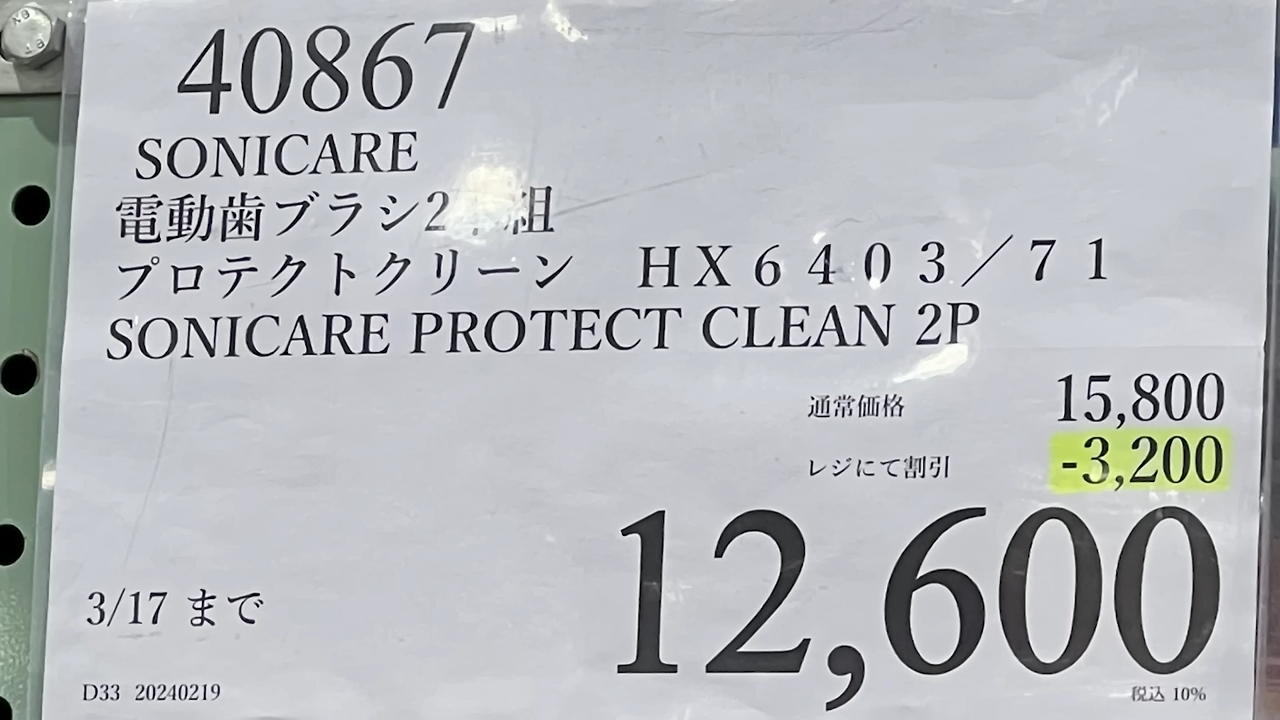 40867
SONICARE
電動歯ブラシ2 組
プロテクトクリーン HX6403/71
SONICARE PROTECT CLEAN 2P
通常価格 15,800
レジにて割引 -3,200
12,600
3/17 まで
D33 20240219
税込 10%